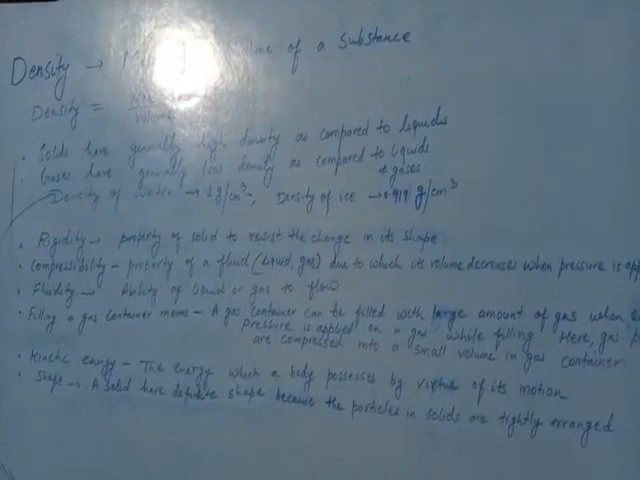 Density → of a substance
Density =
• Solids have generally high density as compared to liquids
• Gases have generally low density as compared to liquids
& gases
Density of water → 1 g/cm³, Density of ice → 0.919 g/cm³
• Rigidity → property of solid to resist the change in its shape
• Compressibility – property of a fluid (liquid, gas) due to which its volume decreases when pressure is
• Fluidity → Ability of liquid or gas to flow
• Filling a gas container means – A gas container can be filled with large amount of gas when
pressure is applied on a gas while filling. Here, gas
are compressed into a small volume in gas container
• Kinetic energy – The energy which a body possesses by virtue of its motion
• Shape → A solid have definite shape because the particles in solids are tightly arranged